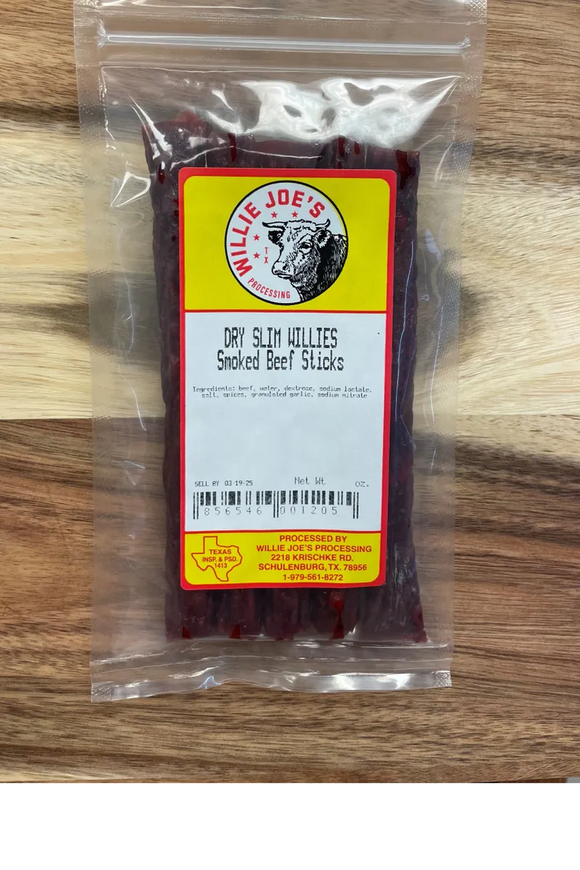 WILLIE JOE'S
TX
PROCESSING
DRY SLIM WILLIES
Smoked Beef Sticks
Ingredients: beef, water, dextrose, sodium lactate,
salt, spices, granulated garlic, sodium nitrate
SELL BY 03-19-25 Net Wt oz.
856546 001205
TEXAS
INSP. & PSD.
1413
PROCESSED BY
WILLIE JOE'S PROCESSING
2218 KRISCHKE RD.
SCHULENBURG, TX. 78956
1-979-561-8272